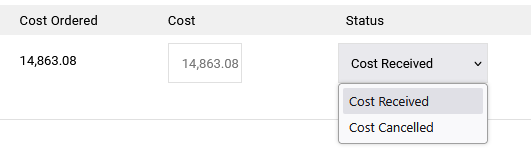 Cost Ordered Cost Status
14,863.08 14,863.08 Cost Received
Cost Received
Cost Cancelled